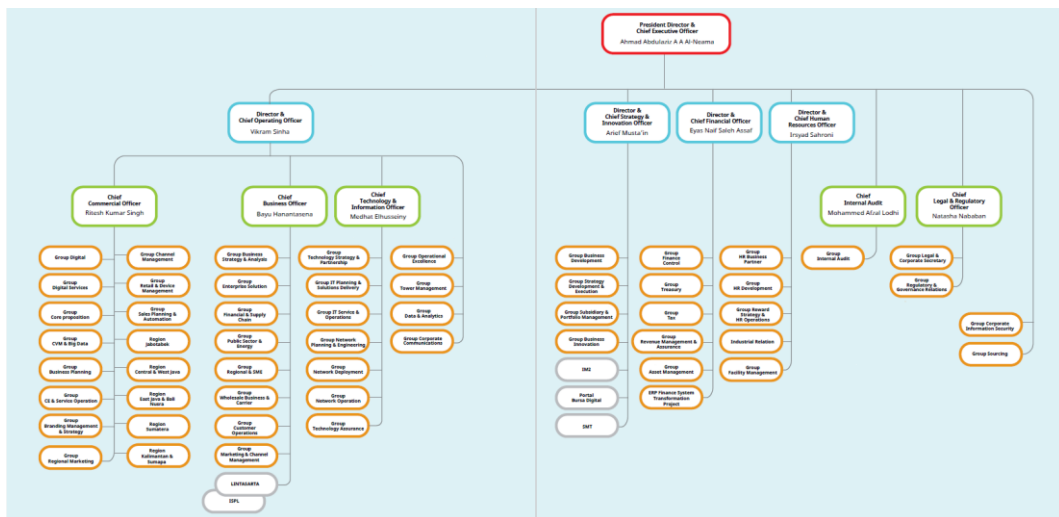 President Director &
Chief Executive Officer
Ahmad Abdulaziz A A Al-Neama
Director &
Chief Operating Officer
Vikram Sinha
Director &
Chief Strategy &
Innovation Officer
Arief Musta'in
Director &
Chief Financial Officer
Eyas Naif Saleh Assaf
Director &
Chief Human
Resources Officer
Irsyad Sahroni
Chief
Commercial Officer
Ritesh Kumar Singh
Chief
Business Officer
Bayu Hanantasena
Chief
Technology &
Information Officer
Medhat Elhusseiny
Chief
Internal Audit
Mohammed Afzal Lodhi
Chief
Legal & Regulatory
Officer
Natasha Nababan
Group Digital
Group
Digital Services
Group
Core proposition
Group
CVM & Big Data
Group
Business Planning
Group
CE & Service Operation
Group
Branding Management
& Strategy
Group
Regional Marketing
Group Channel
Management
Group
Retail & Device
Management
Group
Sales Planning &
Automation
Region
Jabotabek
Region
Central & West Java
Region
East Java & Bali
Nusra
Region
Sumatera
Region
Kalimantan &
Sumapa
Group Business
Strategy & Analysis
Group
Enterprise Solution
Group
Financial & Supply
Chain
Group
Public Sector &
Energy
Group
Regional & SME
Group
Wholesale Business &
Carrier
Group
Customer
Operations
Group
Marketing & Channel
Management
LINTASARTA
ISPL
Group
Technology Strategy &
Partnership
Group IT Planning &
Solutions Delivery
Group IT Service &
Operations
Group Network
Planning & Engineering
Group
Network Deployment
Group
Network Operation
Group
Technology Assurance
Group Operational
Excellence
Group
Tower Management
Group
Data & Analytics
Group Corporate
Communications
Group Business
Development
Group Strategy
Development &
Execution
Group Subsidiary &
Portfolio Management
Group Business
Innovation
IM2
Portal
Bursa Digital
SMT
Group
Finance
Control
Group
Treasury
Group
Tax
Group
Revenue Management &
Assurance
Group
Asset Management
ERP Finance System
Transformation
Project
Group
HR Business
Partner
Group
HR Development
Group Reward
Strategy &
HR Operations
Industrial Relation
Group
Facility Management
Group
Internal Audit
Group Legal &
Corporate Secretary
Group
Regulatory &
Governance Relations
Group Corporate
Information Security
Group Sourcing